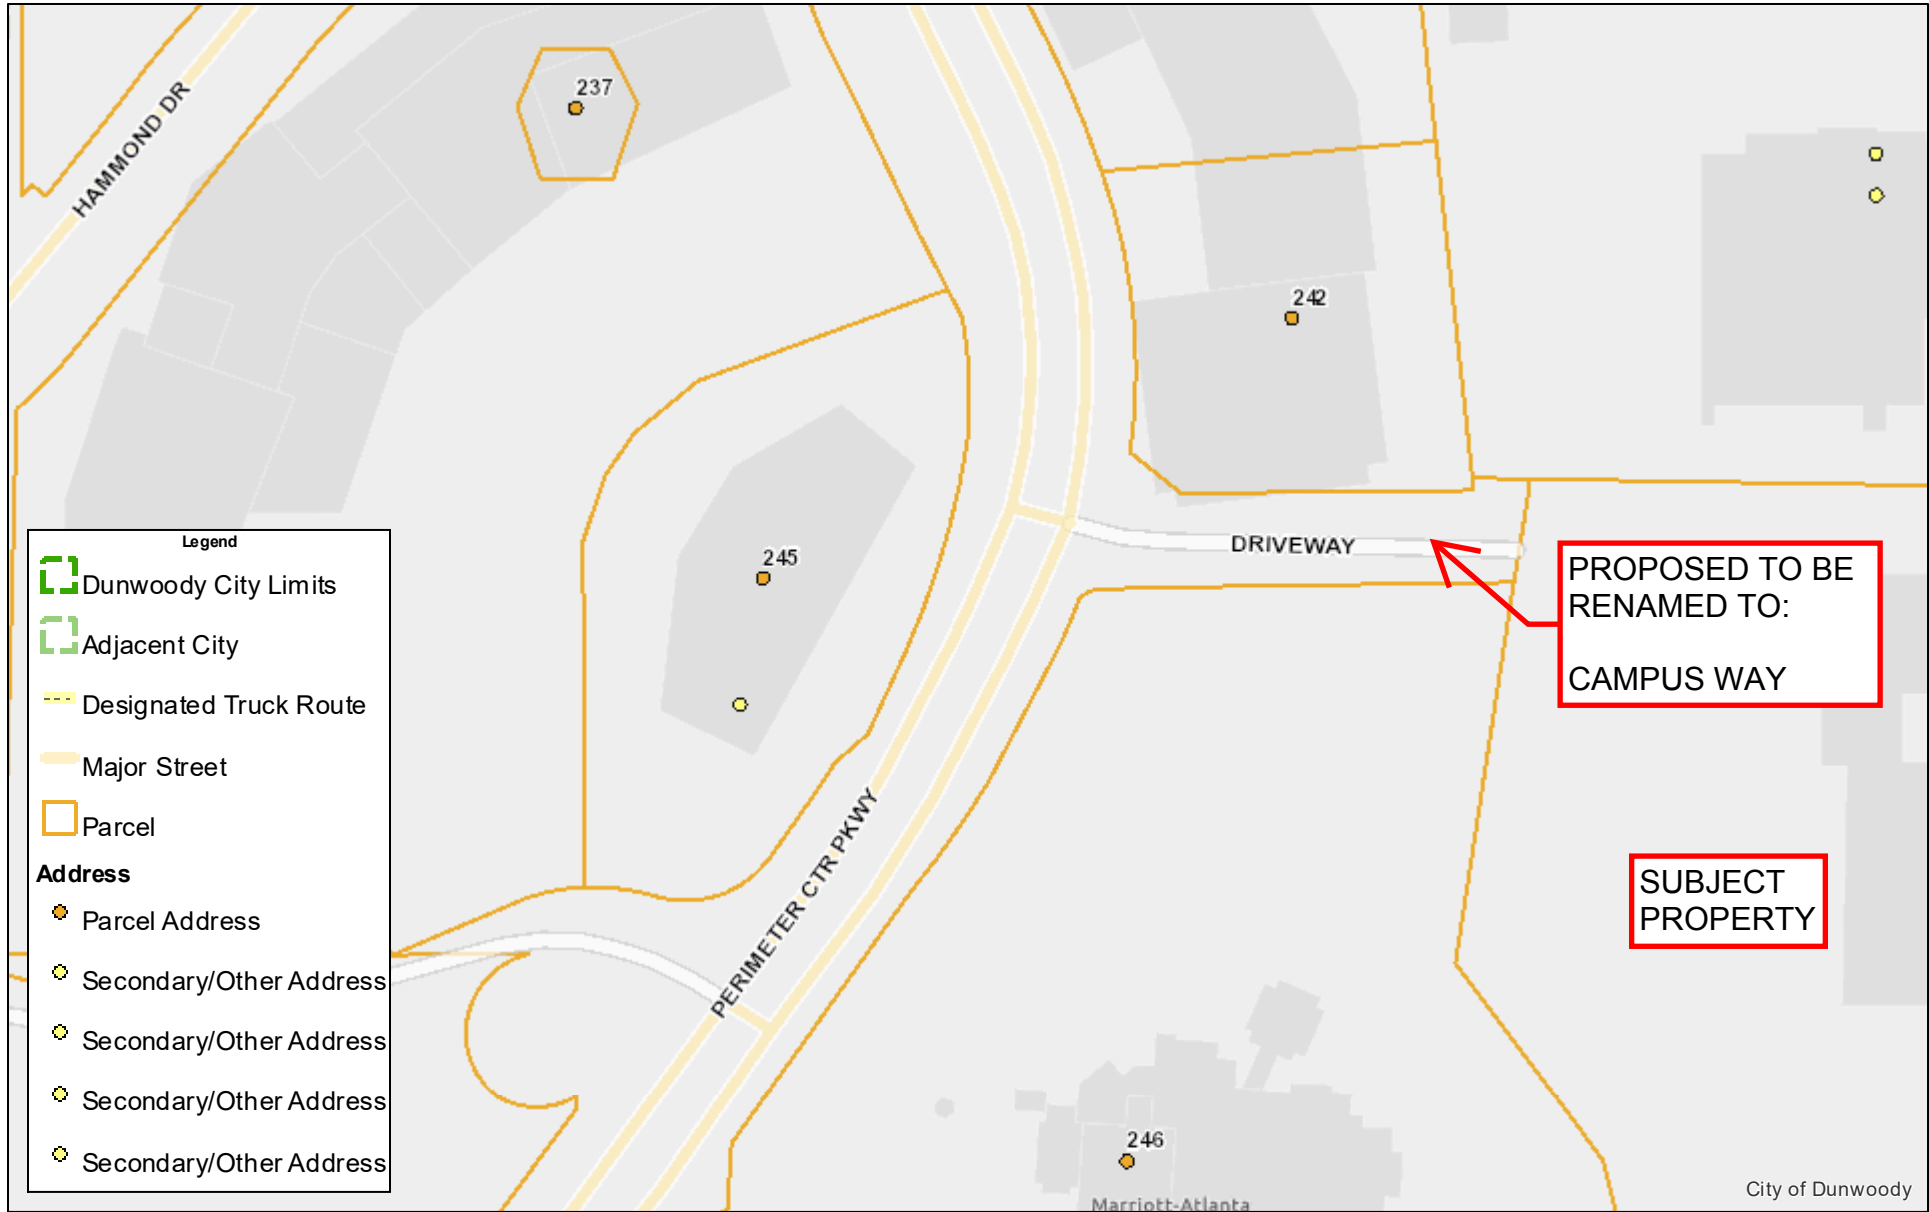 237
HAMMOND DR
242
DRIVEWAY
PROPOSED TO BE
RENAMED TO:
CAMPUS WAY
245
Legend
Dunwoody City Limits
Adjacent City
Designated Truck Route
Major Street
Parcel
Address
Parcel Address
Secondary/Other Address
Secondary/Other Address
Secondary/Other Address
Secondary/Other Address
PERIMETER CTR PKWY
SUBJECT
PROPERTY
246
Marriott-Atlanta
City of Dunwoody